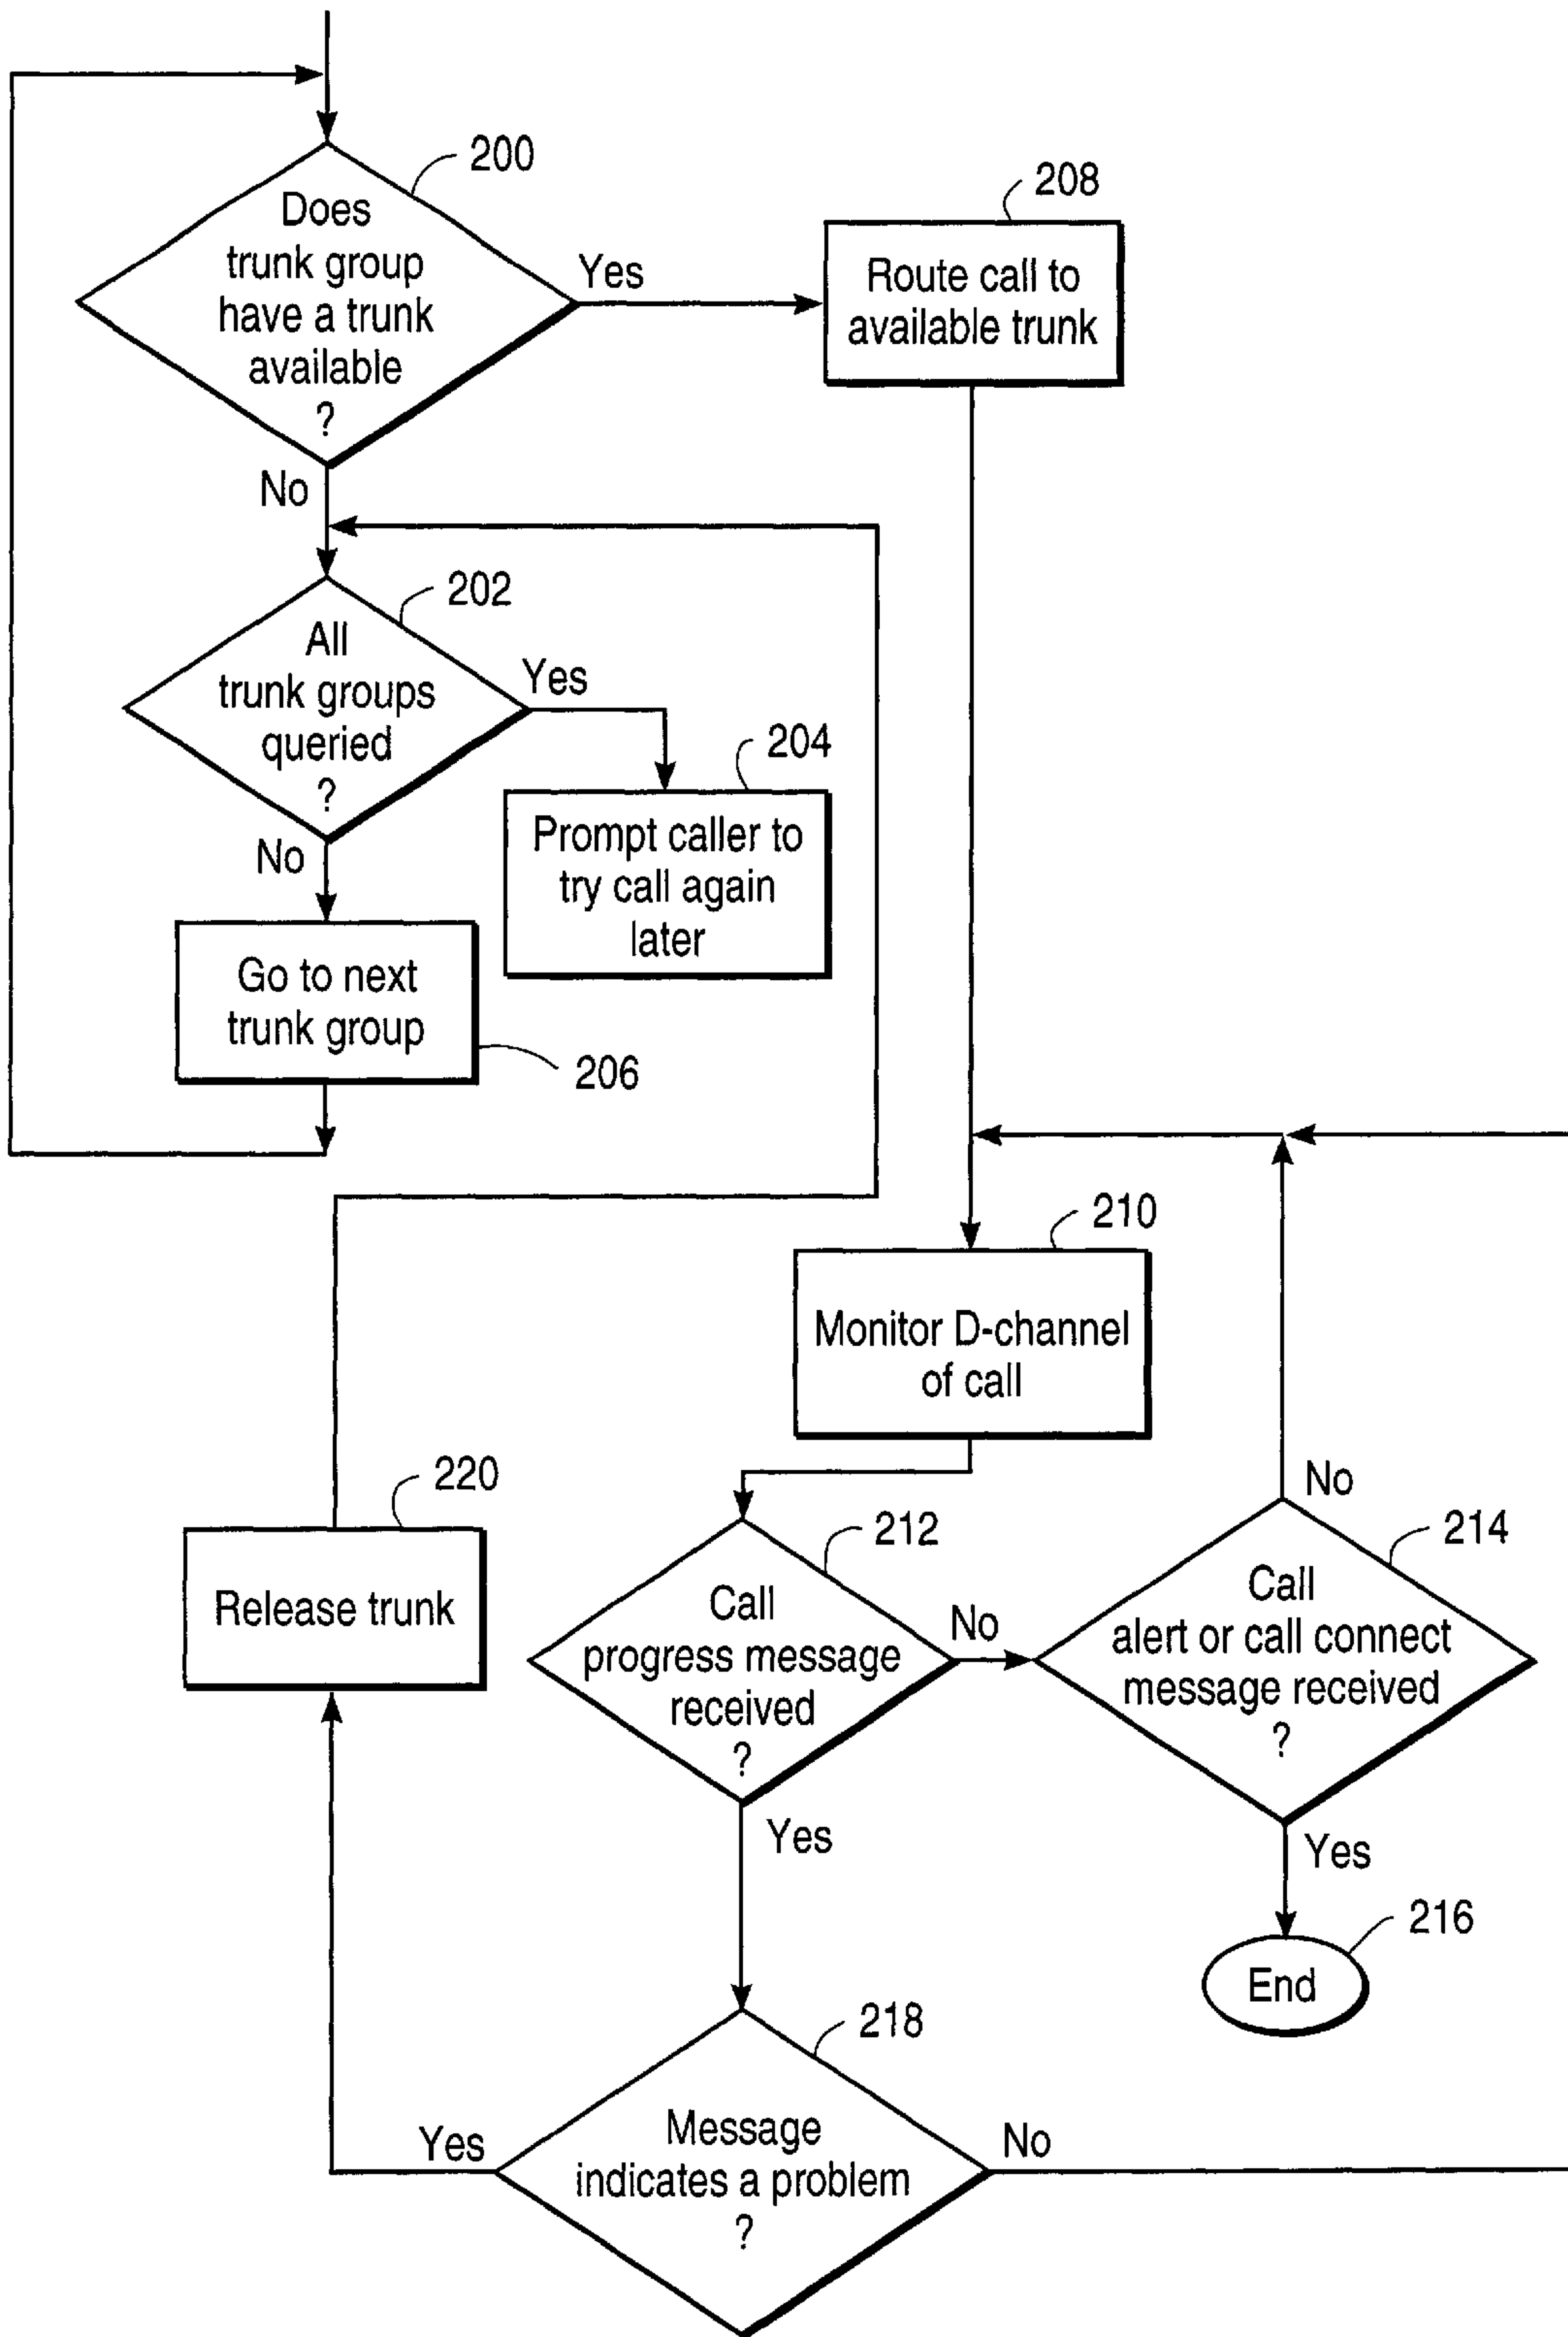 200
Does
trunk group
have a trunk
available
?
Yes
No
208
Route call to
available trunk
202
All
trunk groups
queried
?
Yes
No
204
Prompt caller to
try call again
later
Go to next
trunk group
206
210
Monitor D-channel
of call
220
Release trunk
212
Call
progress message
received
?
No
Yes
No
214
Call
alert or call connect
message received
?
Yes
216
End
218
Message
indicates a problem
?
Yes
No